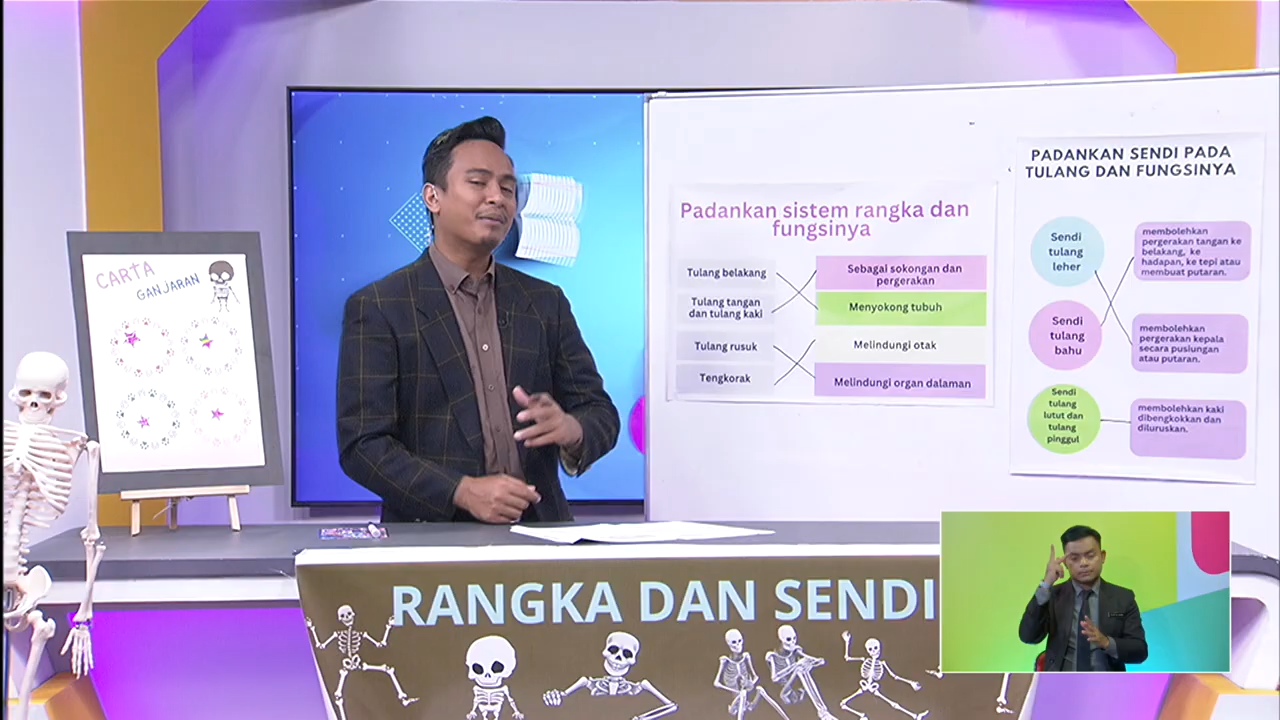 CARTA
GANJARAN
Padankan sistem rangka dan
fungsinya
Tulang belakang
Tulang tangan
dan tulang kaki
Tulang rusuk
Tengkorak
Sebagai sokongan dan
pergerakan
Menyokong tubuh
Melindungi otak
Melindungi organ dalaman
PADANKAN SENDI PADA
TULANG DAN FUNGSINYA
Sendi
tulang
leher
Sendi
tulang
bahu
Sendi
tulang
lutut dan
tulang
pinggul
membolehkan
pergerakan tangan ke
belakang, ke
hadapan, ke tepi atau
membuat putaran.
membolehkan
pergerakan kepala
secara pusiungan
atau putaran.
membolehkan kaki
dibengkokkan dan
diluruskan.
RANGKA DAN SENDI